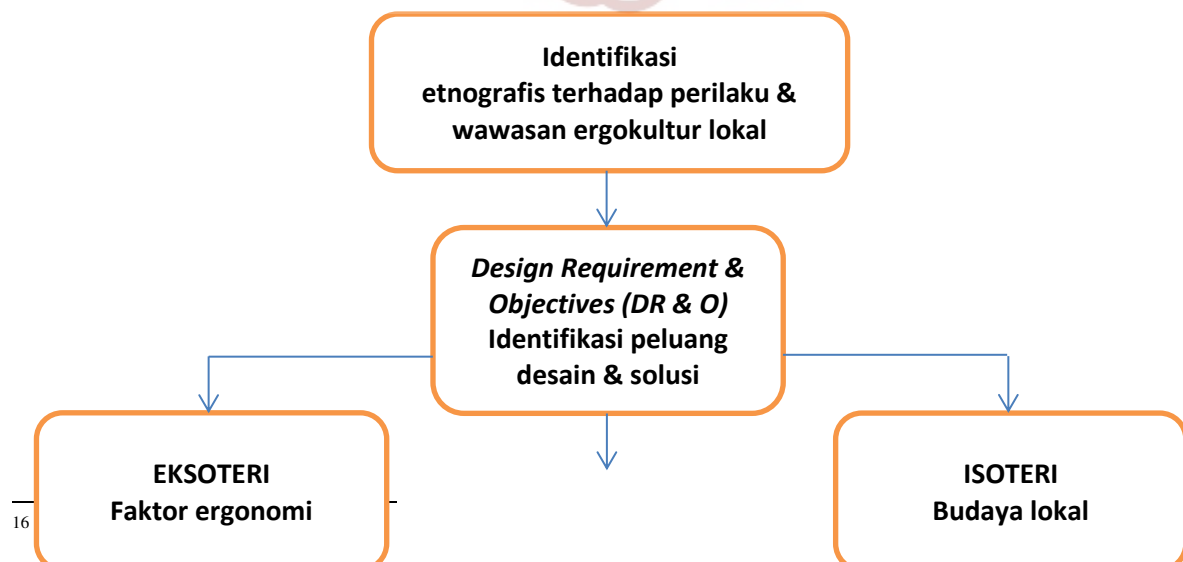 Identifikasi
etnografis terhadap perilaku &
wawasan ergokultur lokal
Design Requirement &
Objectives (DR & O)
Identifikasi peluang
desain & solusi
EKSOTERI
Faktor ergonomi
ISOTERI
Budaya lokal
16